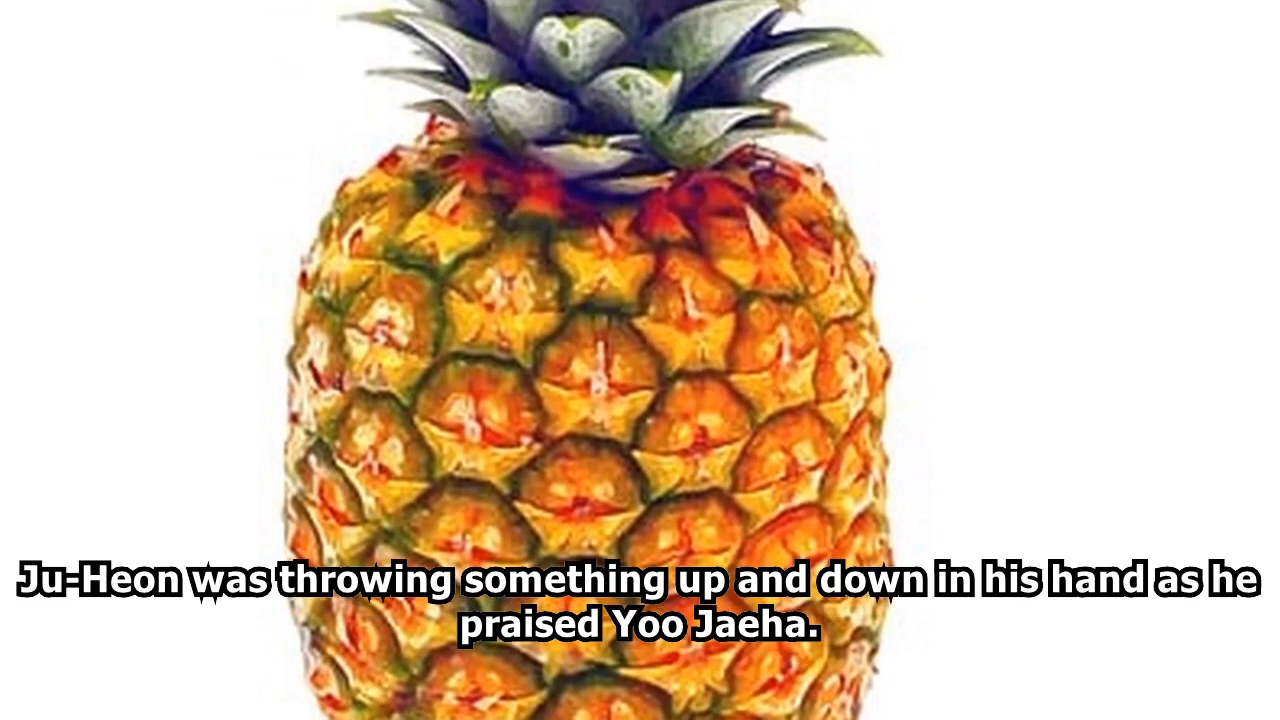 Ju-Heon was throwing something up and down in his hand as he
praised Yoo Jaeha.